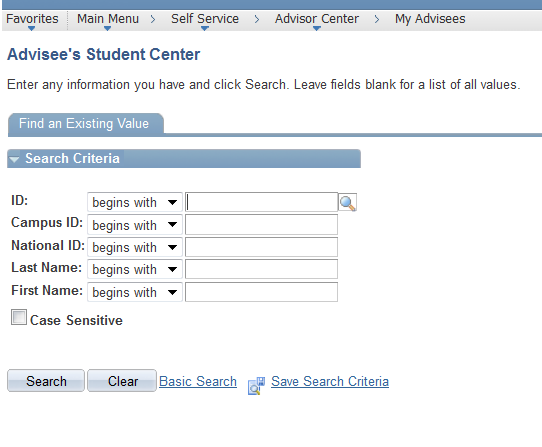 Favorites Main Menu > Self Service > Advisor Center > My Advisees
Advisee's Student Center
Enter any information you have and click Search. Leave fields blank for a list of all values.
Find an Existing Value
Search Criteria
ID: begins with
Campus ID: begins with
National ID: begins with
Last Name: begins with
First Name: begins with
Case Sensitive
Search Clear Basic Search Save Search Criteria